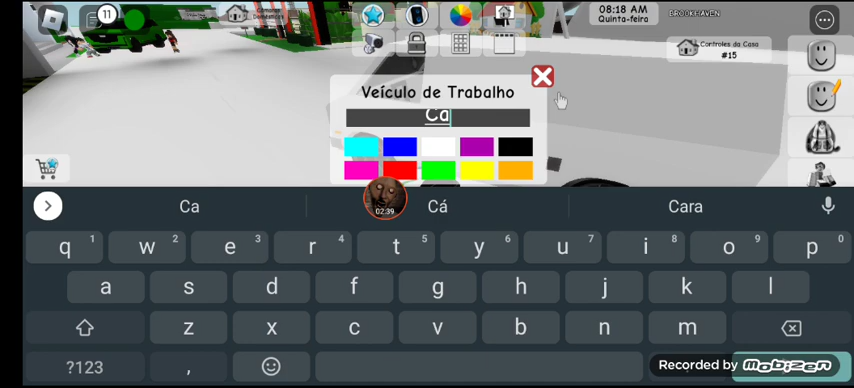 11
08:18 AM
Quinta-feira
BROOKHAVEN
Controles da Casa
#15
Veículo de Trabalho
Ca
02:39
Ca
Cá
Cara
q 1 w 2 e 3 r 4 t 5 y 6 u 7 i 8 o 9 p 0
a s d f g h j k l
z x c v b n m
?123 ,
Recorded by mobizen